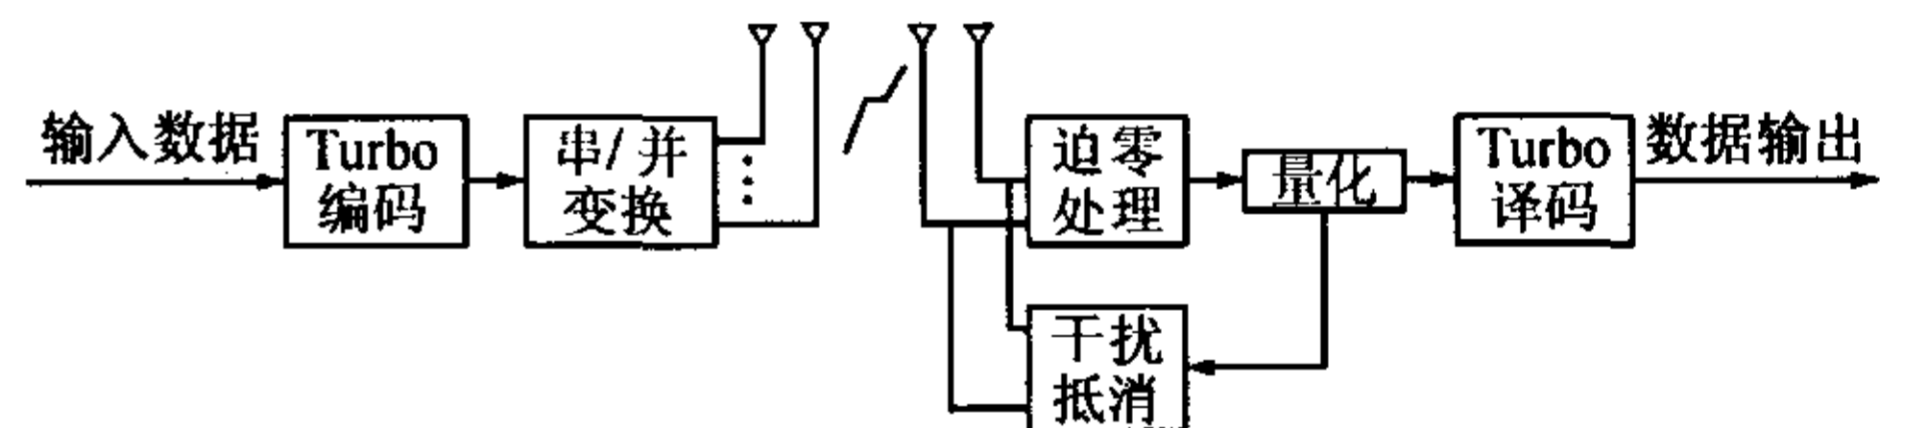 输入数据
Turbo
编码
串/并
变换
迫零
处理
量化
Turbo
译码
数据输出
干扰
抵消